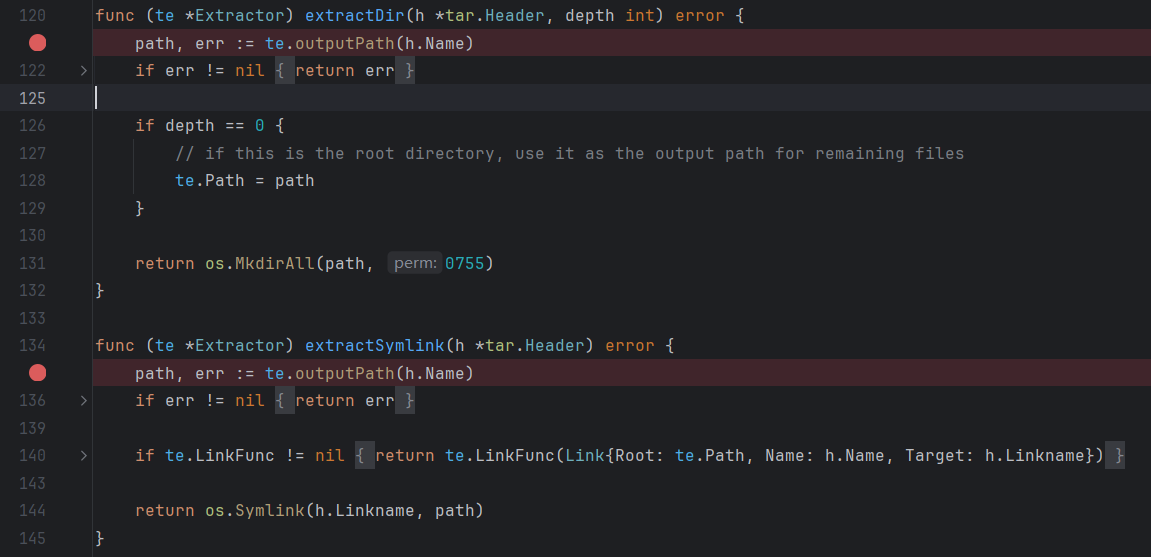 120 func (te *Extractor) extractDir(h *tar.Header, depth int) error {
path, err := te.outputPath(h.Name)
122 if err != nil { return err }
125
126 if depth == 0 {
127 // if this is the root directory, use it as the output path for remaining files
128 te.Path = path
129 }
130
131 return os.MkdirAll(path, perm: 0755)
132 }
133
134 func (te *Extractor) extractSymlink(h *tar.Header) error {
path, err := te.outputPath(h.Name)
136 if err != nil { return err }
139
140 if te.LinkFunc != nil { return te.LinkFunc(Link{Root: te.Path, Name: h.Name, Target: h.Linkname}) }
143
144 return os.Symlink(h.Linkname, path)
145 }